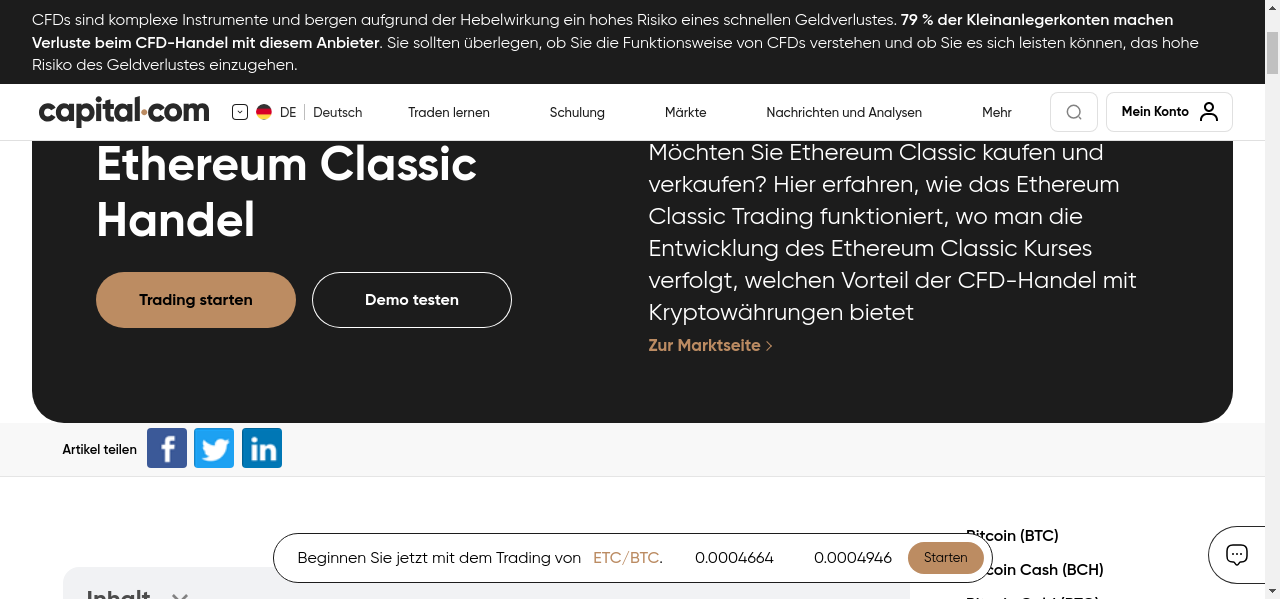 CFDs sind komplexe Instrumente und bergen aufgrund der Hebelwirkung ein hohes Risiko eines schnellen Geldverlustes. 79 % der Kleinanlegerkonten machen
Verluste beim CFD-Handel mit diesem Anbieter. Sie sollten überlegen, ob Sie die Funktionsweise von CFDs verstehen und ob Sie es sich leisten können, das hohe
Risiko des Geldverlustes einzugehen.
capital.com
DE Deutsch
Traden lernen
Schulung
Märkte
Nachrichten und Analysen
Mehr
Mein Konto
Ethereum Classic
Handel
Trading starten
Demo testen
Möchten Sie Ethereum Classic kaufen und
verkaufen? Hier erfahren, wie das Ethereum
Classic Trading funktioniert, wo man die
Entwicklung des Ethereum Classic Kurses
verfolgt, welchen Vorteil der CFD-Handel mit
Kryptowährungen bietet
Zur Marktseite
Artikel teilen
Bitcoin (BTC)
Beginnen Sie jetzt mit dem Trading von ETC/BTC. 0.0004664 0.0004946 Starten
Cash (BCH)
Inhalt